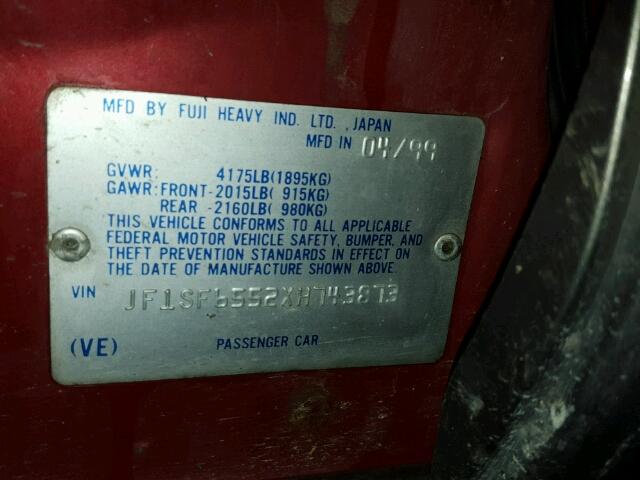 MFD BY FUJI HEAVY IND. LTD. , JAPAN
MFD IN 04/99
GVWR: 4175LB(1895KG)
GAWR:FRONT-2015LB( 915KG)
REAR -2160LB( 980KG)
THIS VEHICLE CONFORMS TO ALL APPLICABLE
FEDERAL MOTOR VEHICLE SAFETY, BUMPER, AND
THEFT PREVENTION STANDARDS IN EFFECT ON
THE DATE OF MANUFACTURE SHOWN ABOVE.
VIN JF1SF6552XH743873
(VE) PASSENGER CAR